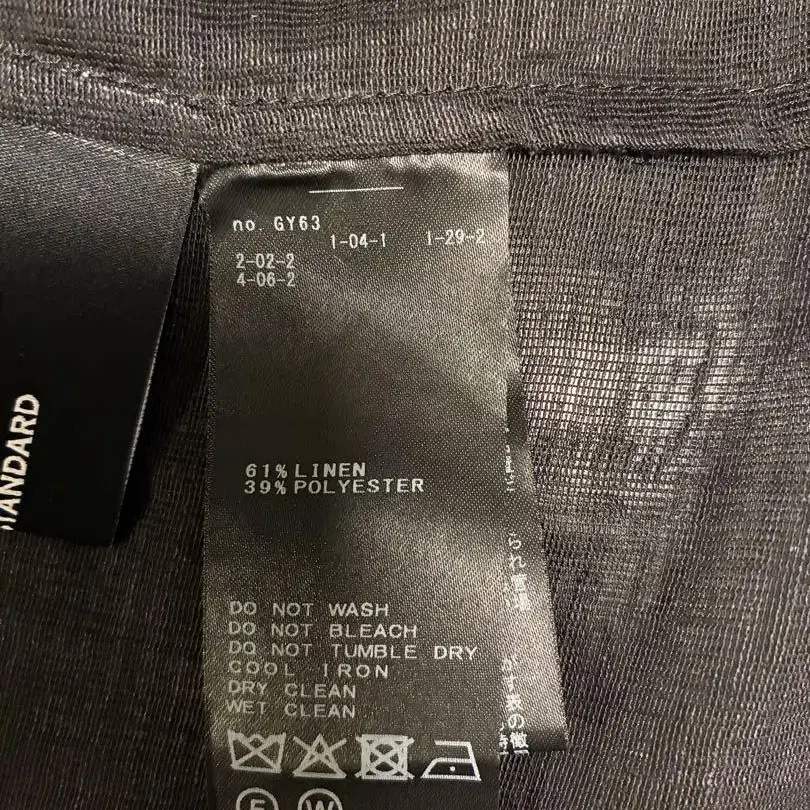 no. GY63
1-04-1 1-29-2
2-02-2
4-06-2
61% LINEN
39% POLYESTER
DO NOT WASH
DO NOT BLEACH
DO NOT TUMBLE DRY
COOL IRON
DRY CLEAN
WET CLEAN
F W